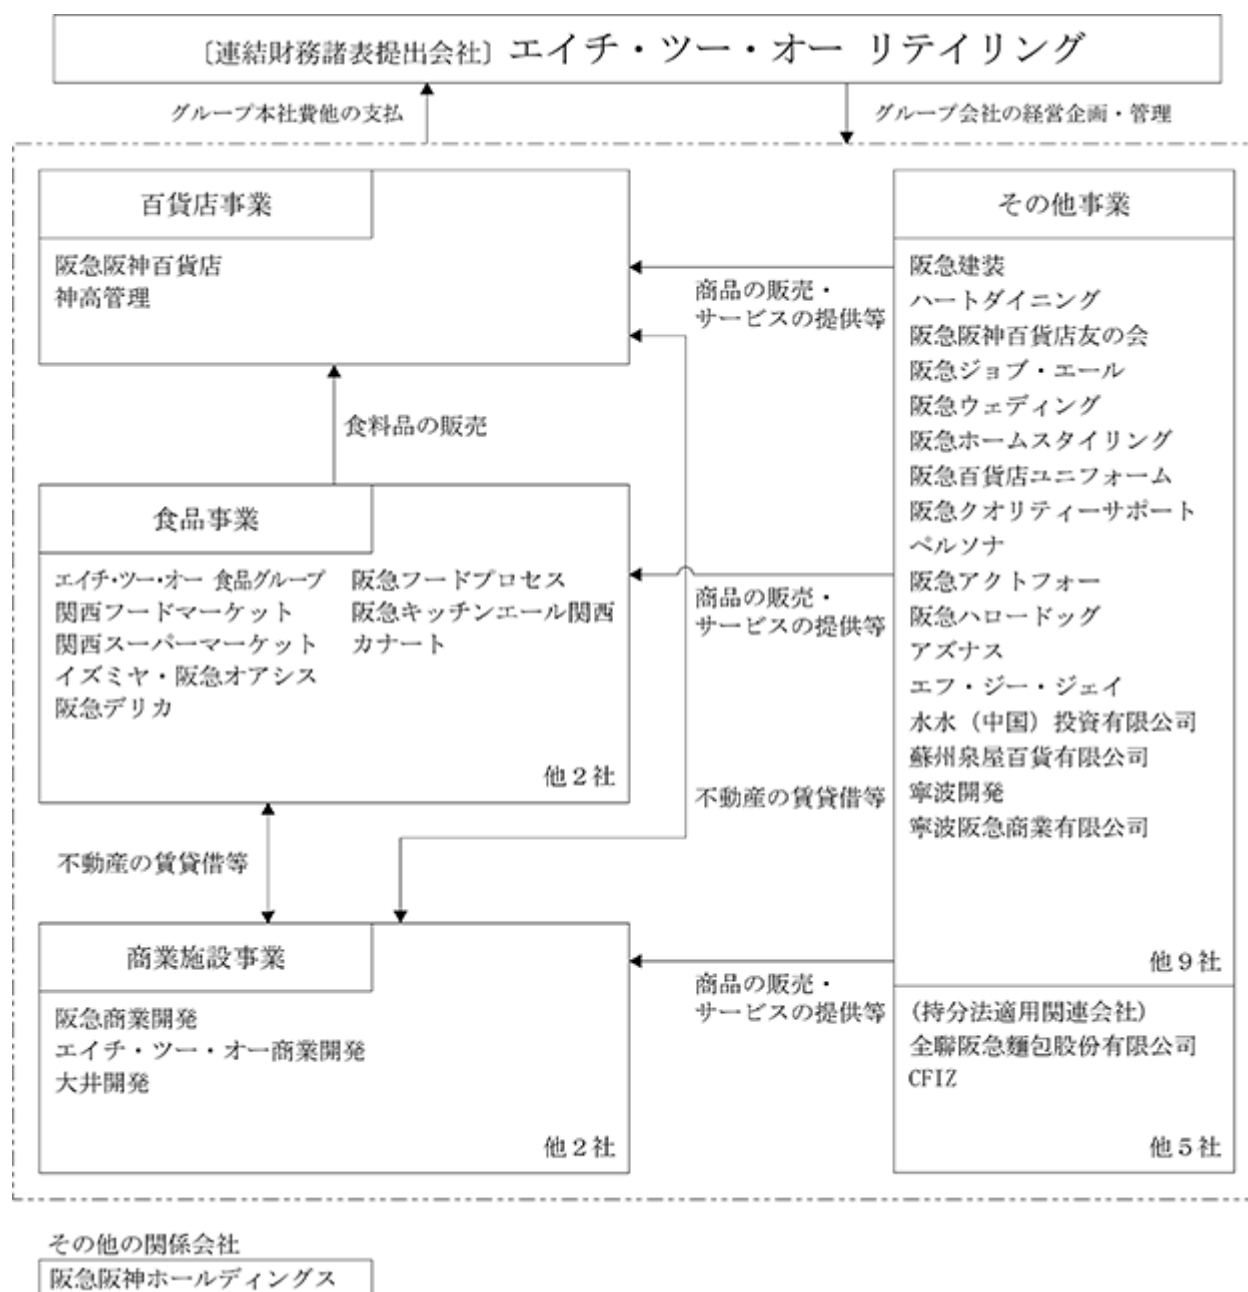 〔連結財務諸表提出会社〕エイチ・ツー・オー リテイリング
グループ本社費他の支払
グループ会社の経営企画・管理
百貨店事業
阪急阪神百貨店
神高管理
食料品の販売
食品事業
エイチ・ツー・オー 食品グループ
関西フードマーケット
関西スーパーマーケット
イズミヤ・阪急オアシス
阪急デリカ
阪急フードプロセス
阪急キッチンエール関西
カナート
他２社
不動産の賃貸借等
商業施設事業
阪急商業開発
エイチ・ツー・オー商業開発
大井開発
他２社
商品の販売・
サービスの提供等
商品の販売・
サービスの提供等
不動産の賃貸借等
商品の販売・
サービスの提供等
その他事業
阪急建装
ハートダイニング
阪急阪神百貨店友の会
阪急ジョブ・エール
阪急ウェディング
阪急ホームスタイリング
阪急百貨店ユニフォーム
阪急クオリティーサポート
ペルソナ
阪急アクトフォー
阪急ハロードッグ
アズナス
エフ・ジー・ジェイ
水水（中国）投資有限公司
蘇州泉屋百貨有限公司
寧波開発
寧波阪急商業有限公司
他９社
(持分法適用関連会社)
全聯阪急麵包股份有限公司
CFIZ
他５社
その他の関係会社
阪急阪神ホールディングス